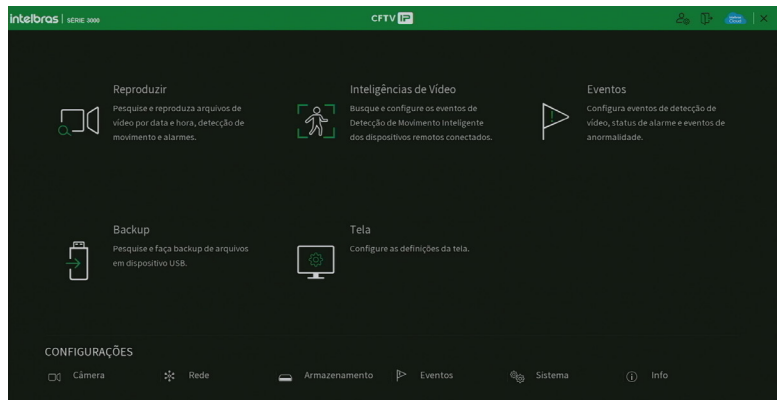 intelbras | SÉRIE 3000
CFTV IP
Reproduzir
Pesquise e reproduza arquivos de
vídeo por data e hora, detecção de
movimento e alarmes.
Inteligências de Vídeo
Busque e configure os eventos de
Detecção de Movimento Inteligente
dos dispositivos remotos conectados.
Eventos
Configura eventos de detecção de
vídeo, status de alarme e eventos de
anormalidade.
Backup
Pesquise e faça backup de arquivos
em dispositivo USB.
Tela
Configure as definições da tela.
CONFIGURAÇÕES
Câmera
Rede
Armazenamento
Eventos
Sistema
Info